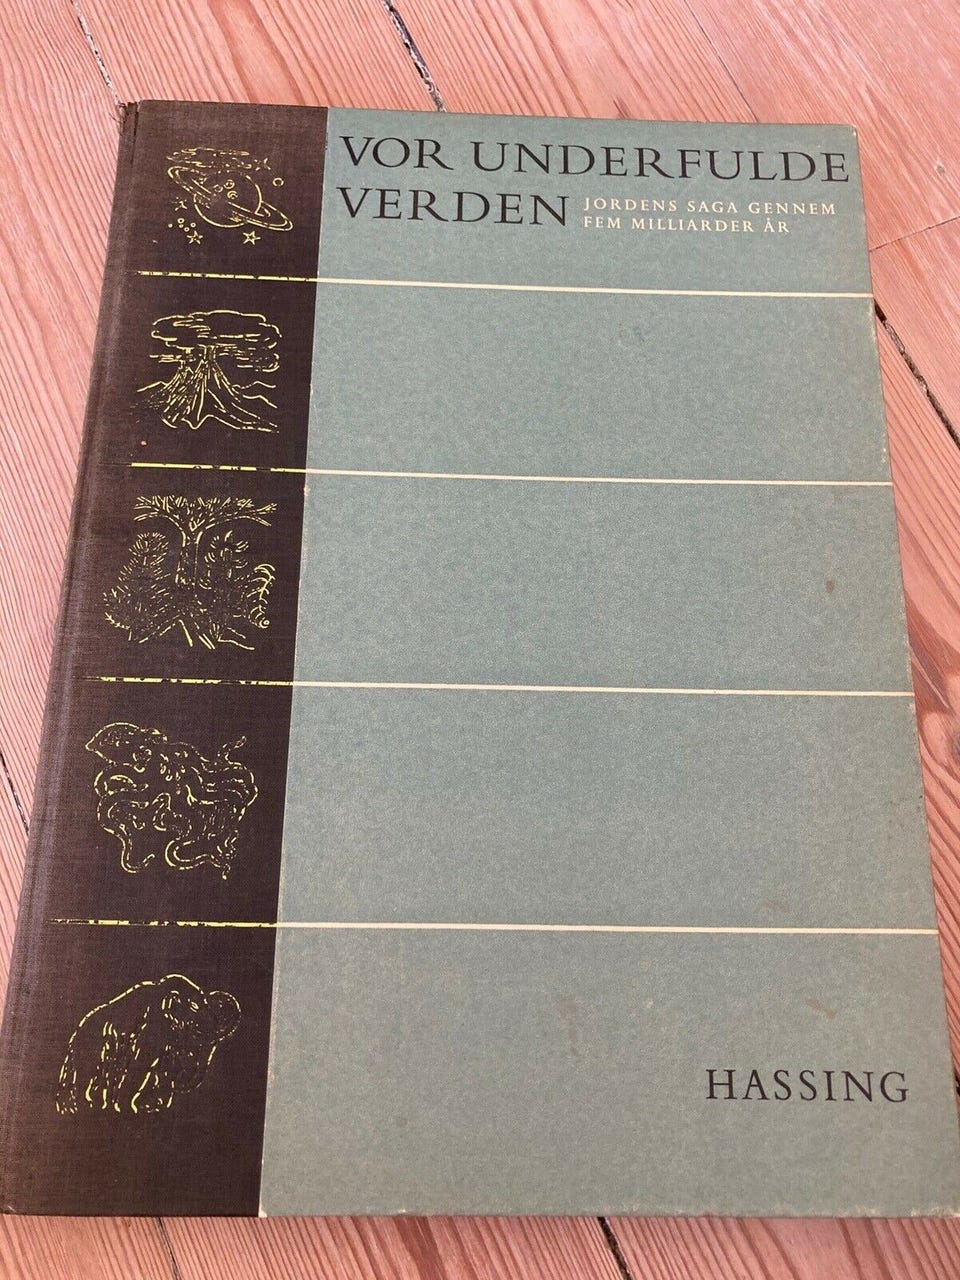 VOR UNDERFULDE
VERDEN
JORDENS SAGA GENNEM
FEM MILLIARDER ÅR
HASSING